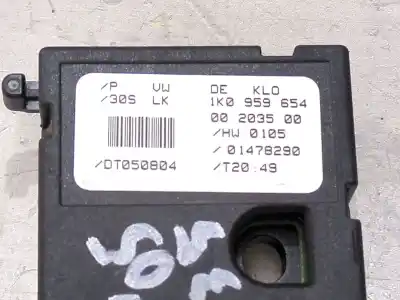 /P VW DE KLO
/30S LK 1K0 959 654
00 2035 00
/HW 0105
/ 01478290
/DT050804 /T20:49